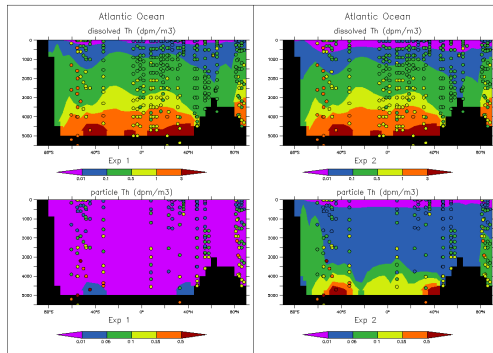 Atlantic Ocean
dissolved Th (dpm/m3)
0
1000
2000
3000
4000
5000
80°S 40°S 0° 40°N 80°N
Exp 1
0.01 0.1 0.5 1 3
Atlantic Ocean
dissolved Th (dpm/m3)
0
1000
2000
3000
4000
5000
80°S 40°S 0° 40°N 80°N
Exp 2
0.01 0.1 0.5 1 3
particle Th (dpm/m3)
0
1000
2000
3000
4000
5000
80°S 40°S 0° 40°N 80°N
Exp 1
0.01 0.05 0.1 0.35 0.5
particle Th (dpm/m3)
0
1000
2000
3000
4000
5000
80°S 40°S 0° 40°N 80°N
Exp 2
0.01 0.05 0.1 0.35 0.5